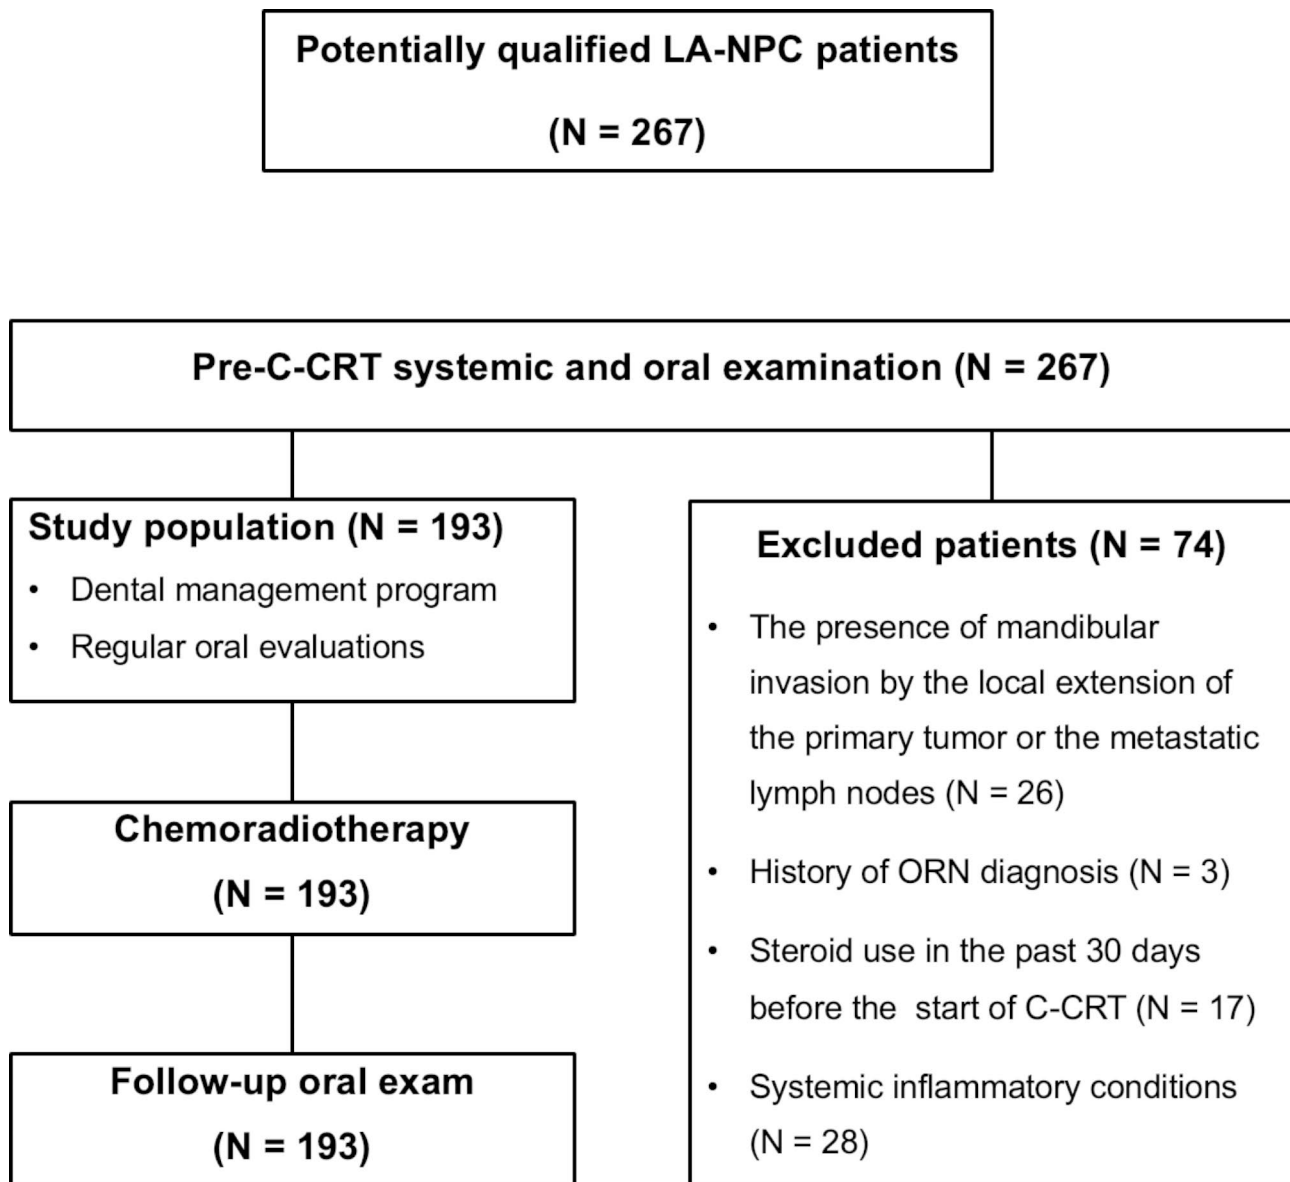 Potentially qualified LA-NPC patients
(N = 267)
Pre-C-CRT systemic and oral examination (N = 267)
Study population (N = 193)
• Dental management program
• Regular oral evaluations
Chemoradiotherapy
(N = 193)
Follow-up oral exam
(N = 193)
Excluded patients (N = 74)
• The presence of mandibular
invasion by the local extension of
the primary tumor or the metastatic
lymph nodes (N = 26)
• History of ORN diagnosis (N = 3)
• Steroid use in the past 30 days
before the  start of C-CRT (N = 17)
• Systemic inflammatory conditions
(N = 28)